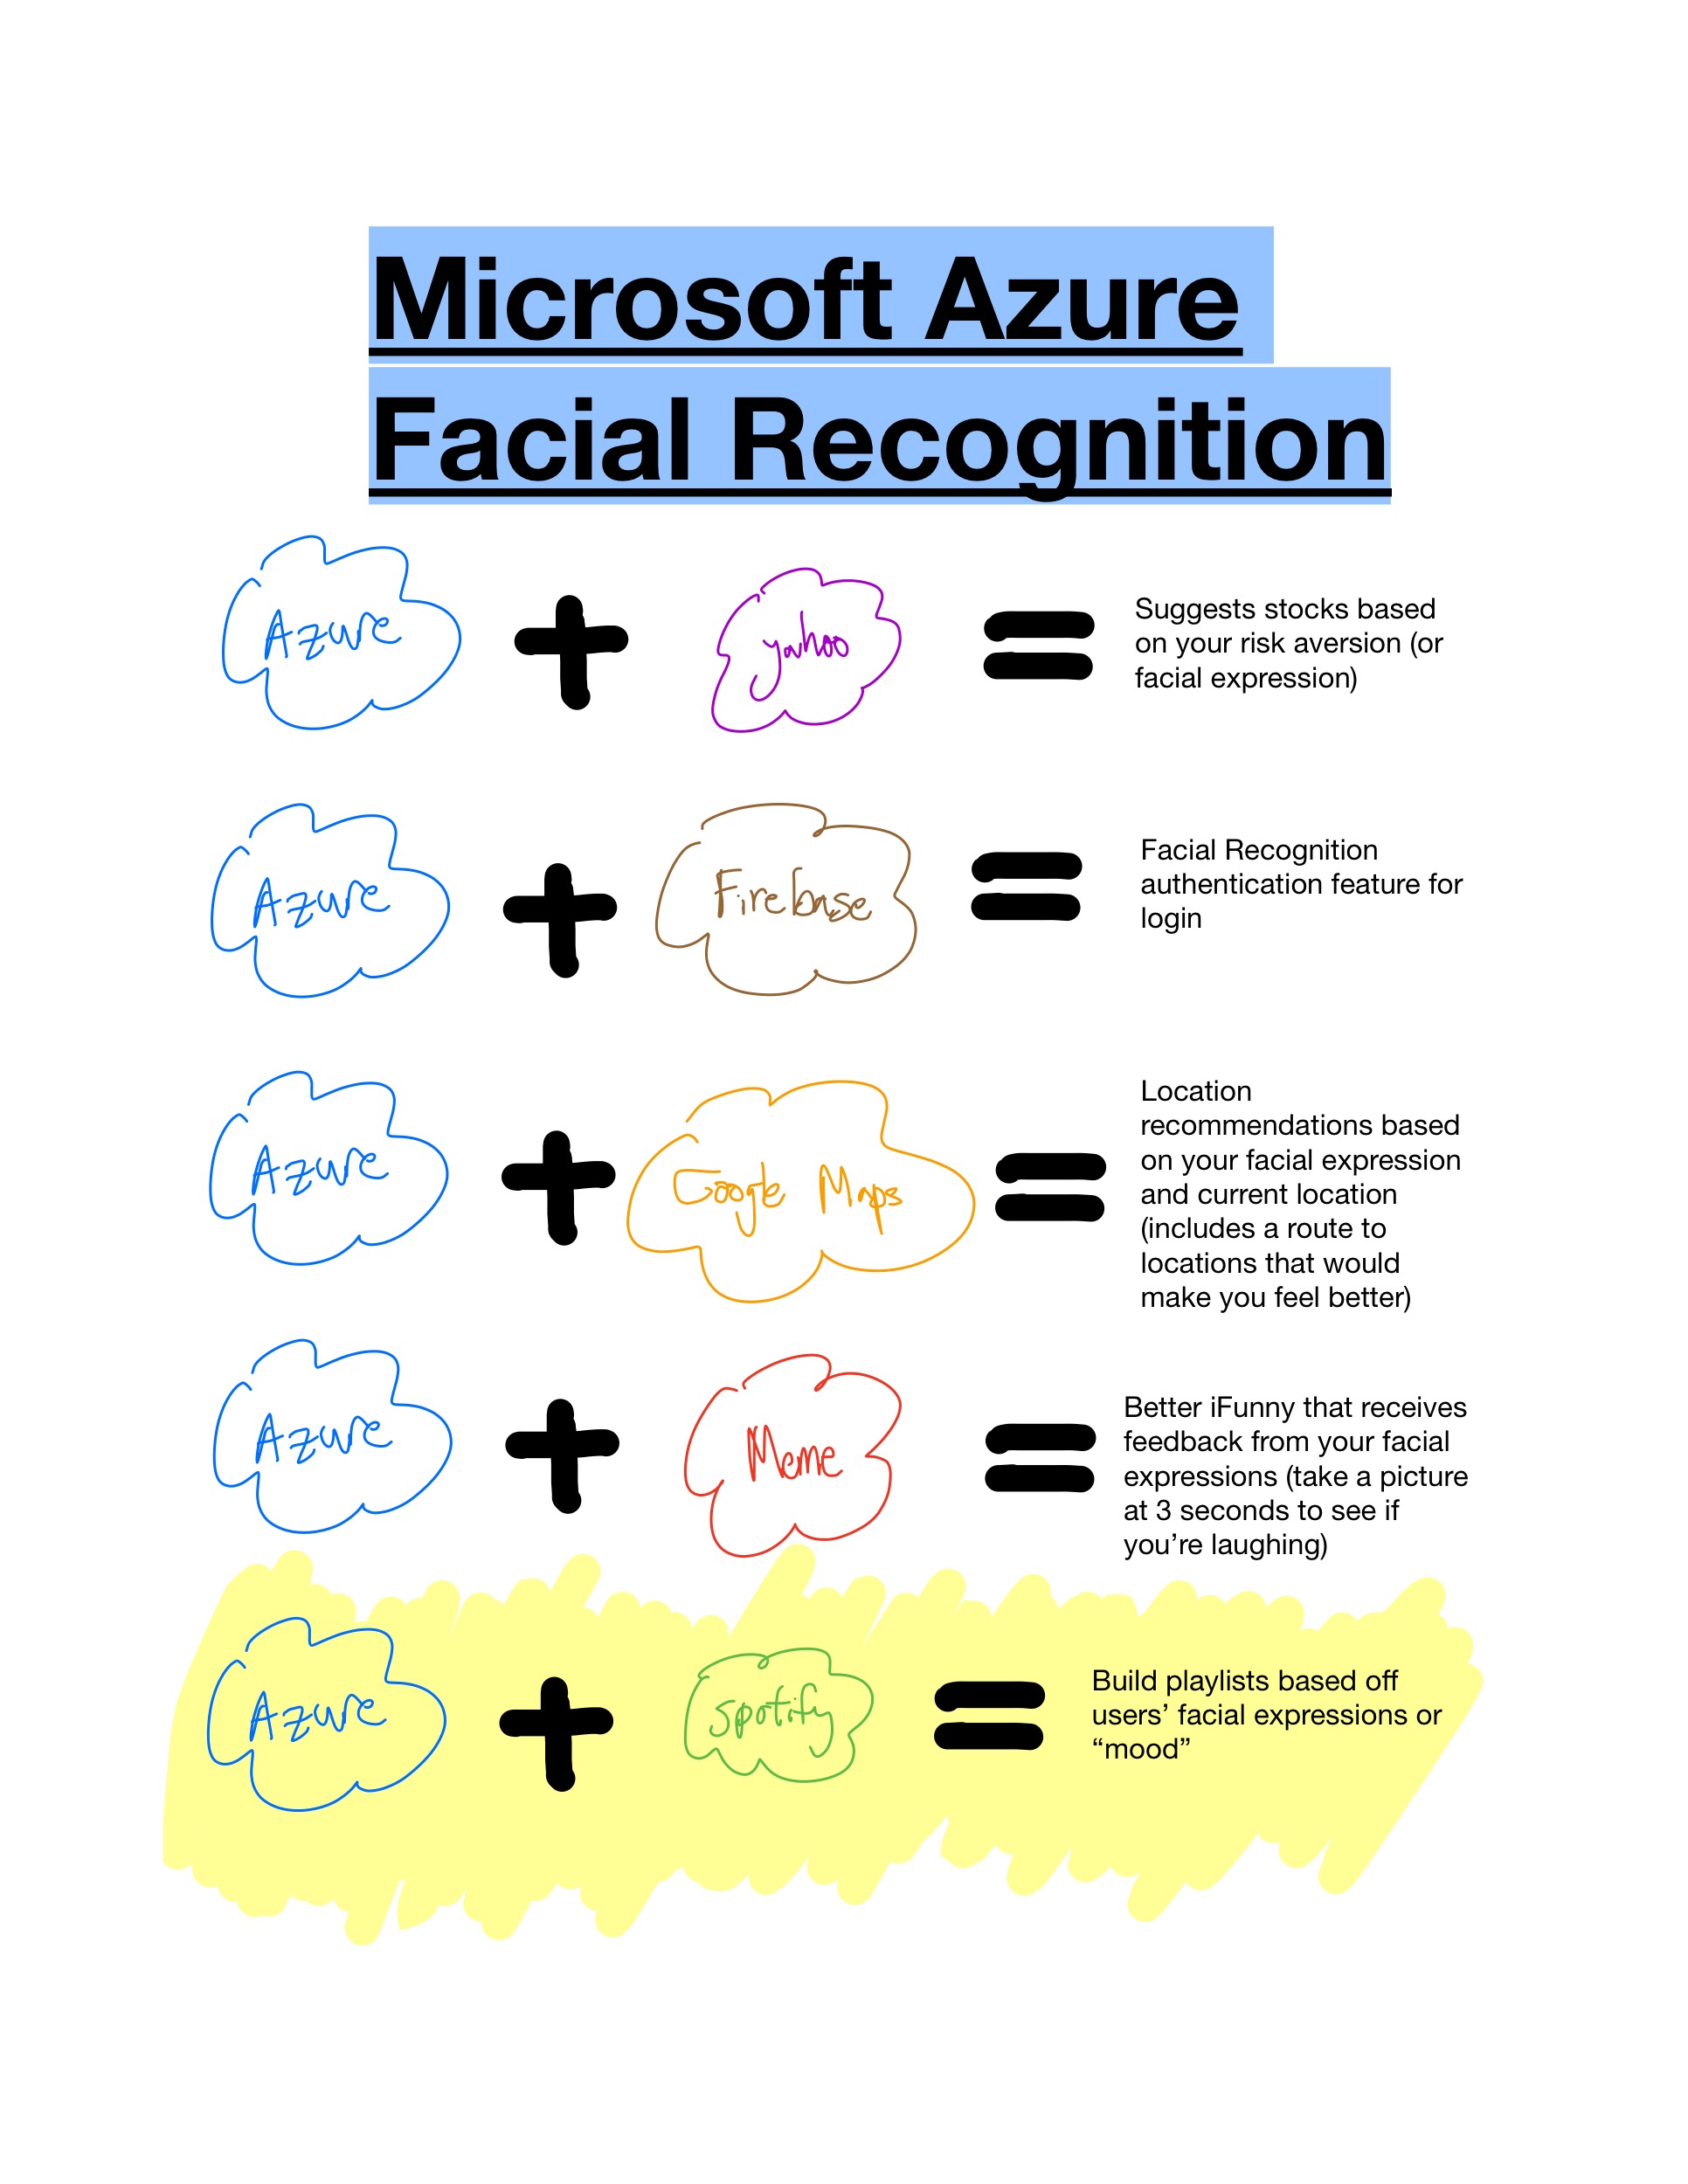 Microsoft Azure
Facial Recognition
Azure + yahoo = Suggests stocks based
on your risk aversion (or
facial expression)
Azure + Firebase = Facial Recognition
authentication feature for
login
Azure + Google Maps = Location
recommendations based
on your facial expression
and current location
(includes a route to
locations that would
make you feel better)
Azure + Meme = Better iFunny that receives
feedback from your facial
expressions (take a picture
at 3 seconds to see if
you’re laughing)
Azure + spotify = Build playlists based off
users’ facial expressions or
“mood”